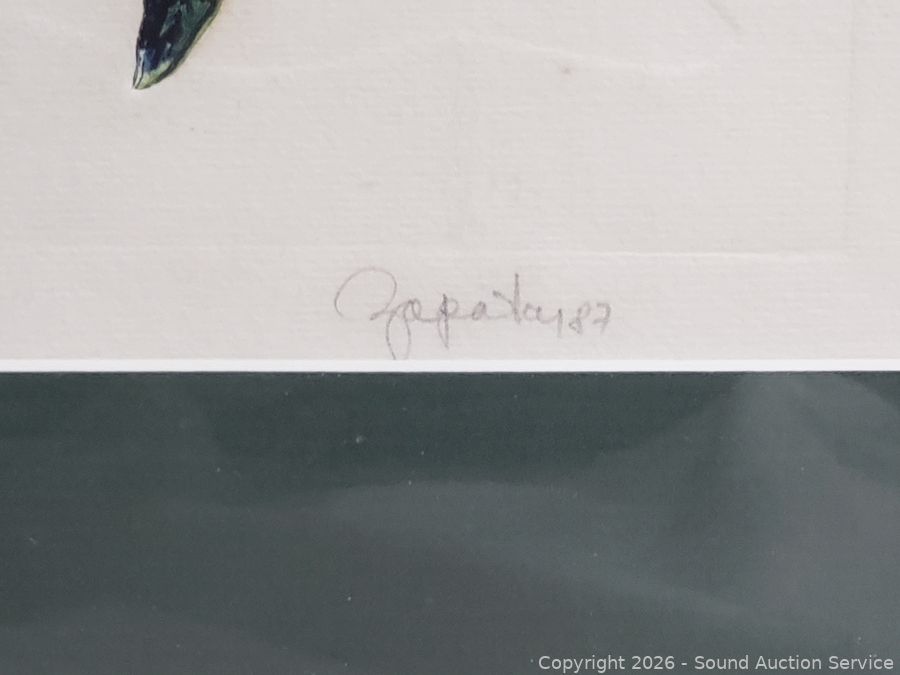 Zapata, 87
Copyright 2026 - Sound Auction Service